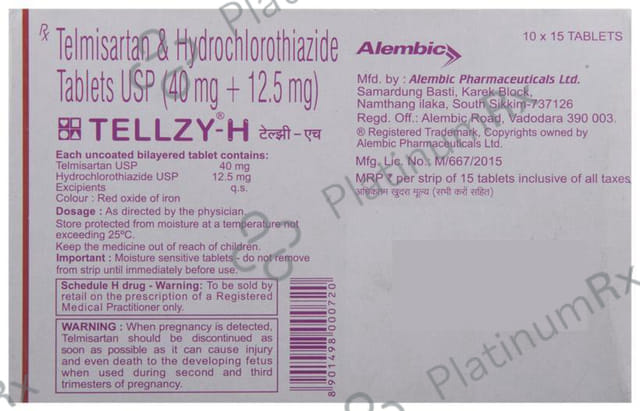 Rx
Telmisartan & Hydrochlorothiazide
Tablets USP (40 mg + 12.5 mg)
TELLZY®-H टेल्झी – एच
Each uncoated bilayered tablet contains:
Telmisartan USP 40 mg
Hydrochlorothiazide USP 12.5 mg
Excipients q.s.
Colour : Red oxide of iron
Dosage : As directed by the physician
Store protected from moisture at a temperature not
exceeding 25ºC.
Keep the medicine out of reach of children.
Important : Moisture sensitive tablets - do not remove
from strip until immediately before use.
Schedule H drug - Warning: To be sold by
retail on the prescription of a Registered
Medical Practitioner only.
WARNING : When pregnancy is detected,
Telmisartan should be discontinued as
soon as possible as it can cause injury
and even death to the developing fetus
when used during second and third
trimesters of pregnancy.
8901498000720
Alembic
10 x 15 TABLETS
Mfd. by : Alembic Pharmaceuticals Ltd.
Samardung Basti, Karek Block,
Namthang ilaka, South Sikkim-737126
Regd. Off.: Alembic Road, Vadodara 390 003.
® Registered Trademark, Copyrights owned by
Alembic Pharmaceuticals Ltd.
Mfg. Lic. No.: M/667/2015
MRP ₹ per strip of 15 tablets inclusive of all taxes
अधिकतम खुदरा मूल्य (सभी करों सहित)
PlatinumRx
PlatinumRx
PlatinumRx